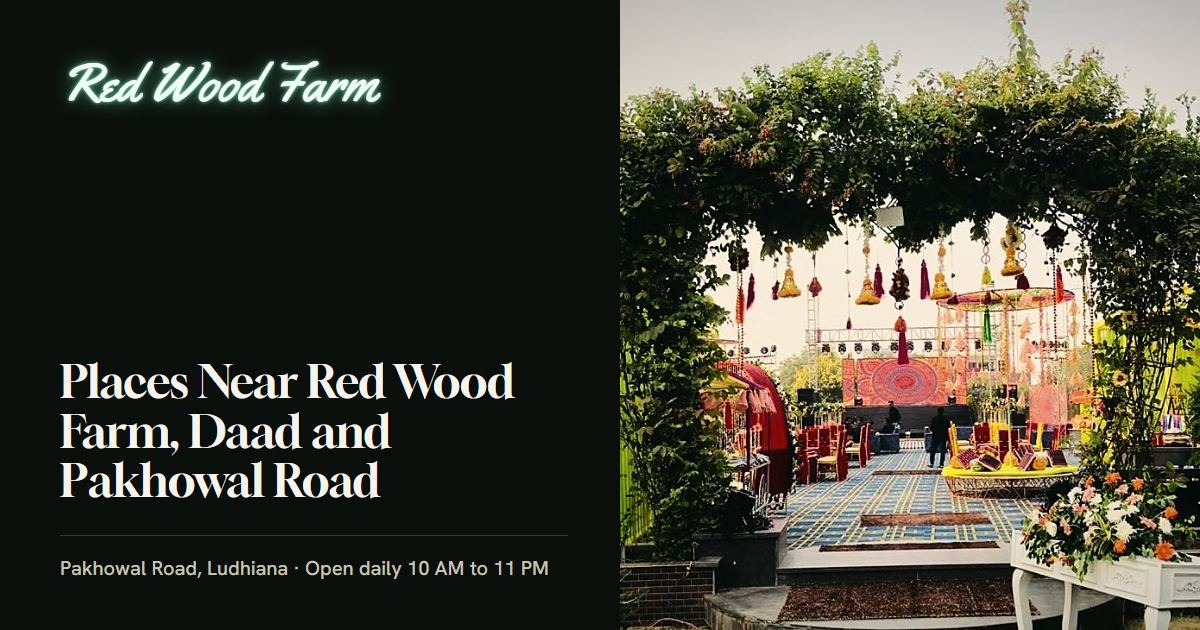 Red Wood Farm
Places Near Red Wood
Farm, Daad and
Pakhowal Road
Pakhowal Road, Ludhiana · Open daily 10 AM to 11 PM